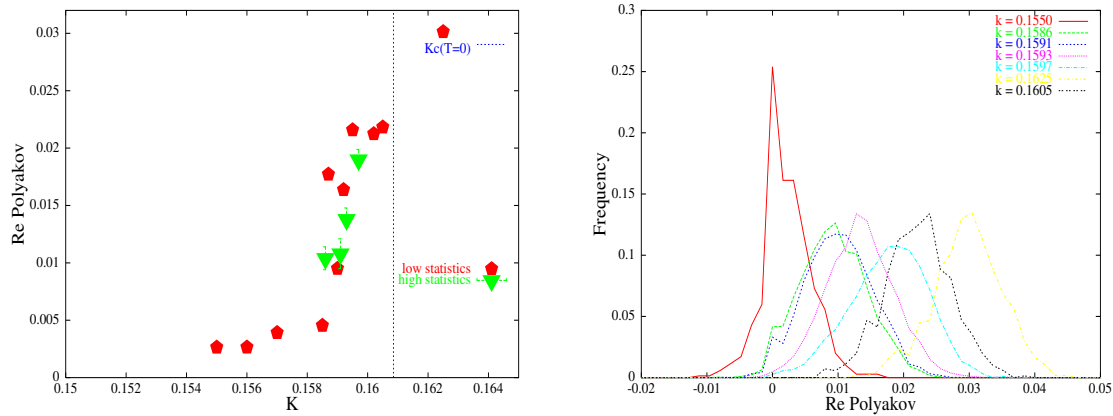 0.03
0.025
0.02
0.015
0.01
0.005
0
Re Polyakov
Kc(T=0)
low statistics
high statistics
0.15
0.152
0.154
0.156
0.158
0.16
0.162
0.164
K
0.3
0.25
0.2
0.15
0.1
0.05
0
Frequency
k = 0.1550
k = 0.1586
k = 0.1591
k = 0.1593
k = 0.1597
k = 0.1625
k = 0.1605
-0.02
-0.01
0
0.01
0.02
0.03
0.04
0.05
Re Polyakov